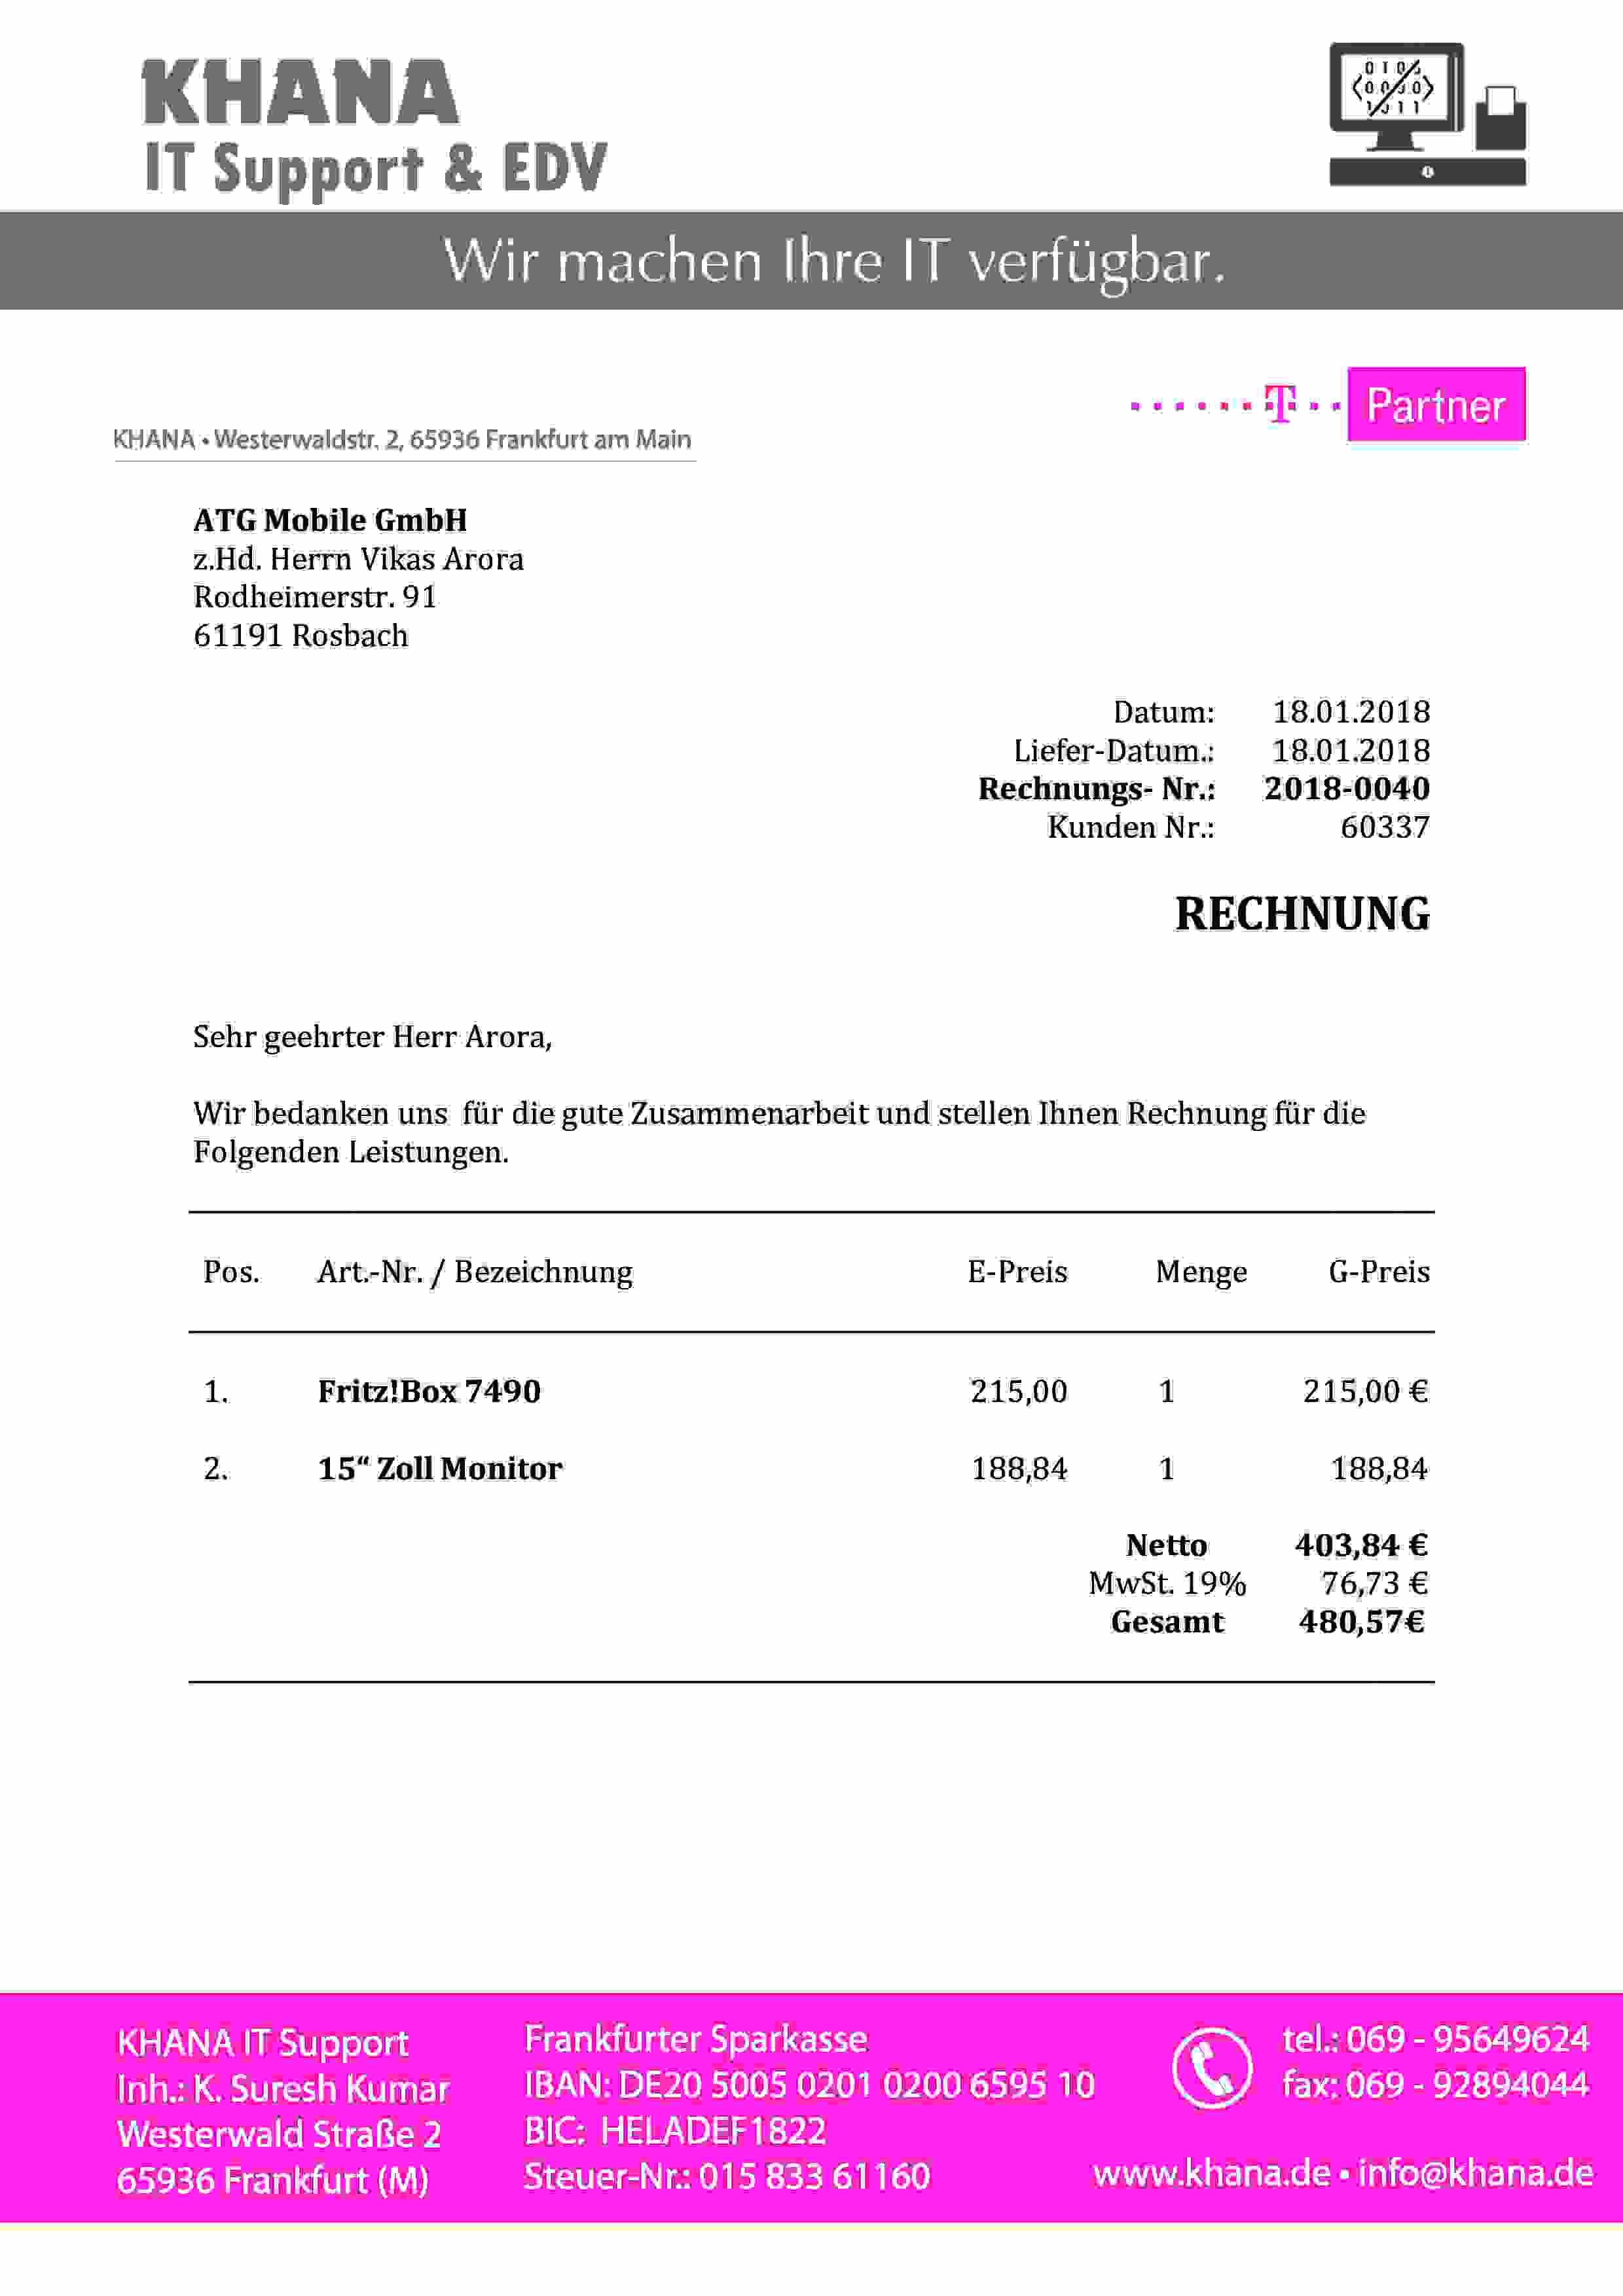 KHANA
IT Support & EDV
Wir machen Ihre IT verfügbar.
T Partner
KHANA • Westerwaldstr. 2, 65936 Frankfurt am Main
ATG Mobile GmbH
z.Hd. Herrn Vikas Arora
Rodheimerstr. 91
61191 Rosbach
Datum: 18.01.2018
Liefer-Datum.: 18.01.2018
Rechnungs- Nr.: 2018-0040
Kunden Nr.: 60337
RECHNUNG
Sehr geehrter Herr Arora,
Wir bedanken uns für die gute Zusammenarbeit und stellen Ihnen Rechnung für die
Folgenden Leistungen.
Pos. Art.-Nr. / Bezeichnung E-Preis Menge G-Preis
1. Fritz!Box 7490 215,00 1 215,00 €
2. 15“ Zoll Monitor 188,84 1 188,84
Netto 403,84 €
MwSt. 19% 76,73 €
Gesamt 480,57€
KHANA IT Support
Inh.: K. Suresh Kumar
Westerwald Straße 2
65936 Frankfurt (M)
Frankfurter Sparkasse
IBAN: DE20 5005 0201 0200 6595 10
BIC: HELADEF1822
Steuer-Nr.: 015 833 61160
tel.: 069 - 95649624
fax: 069 - 92894044
www.khana.de • info@khana.de